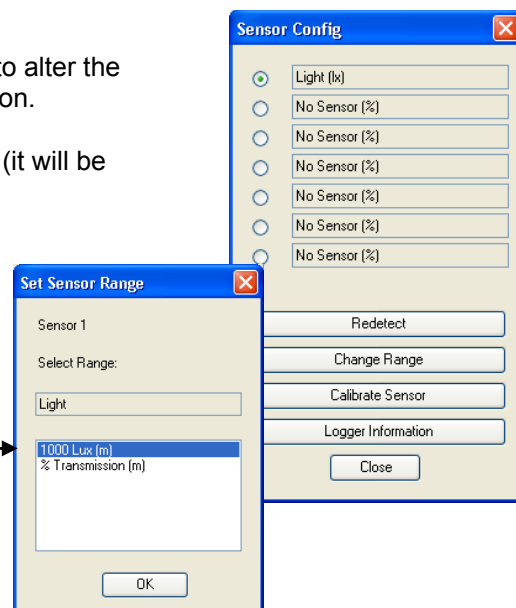 to alter the
on.
(it will be
Sensor Config
Light (lx)
No Sensor (%)
No Sensor (%)
No Sensor (%)
No Sensor (%)
No Sensor (%)
No Sensor (%)
Redetect
Change Range
Calibrate Sensor
Logger Information
Close
Set Sensor Range
Sensor 1
Select Range:
Light
1000 Lux (m)
% Transmission (m)
OK